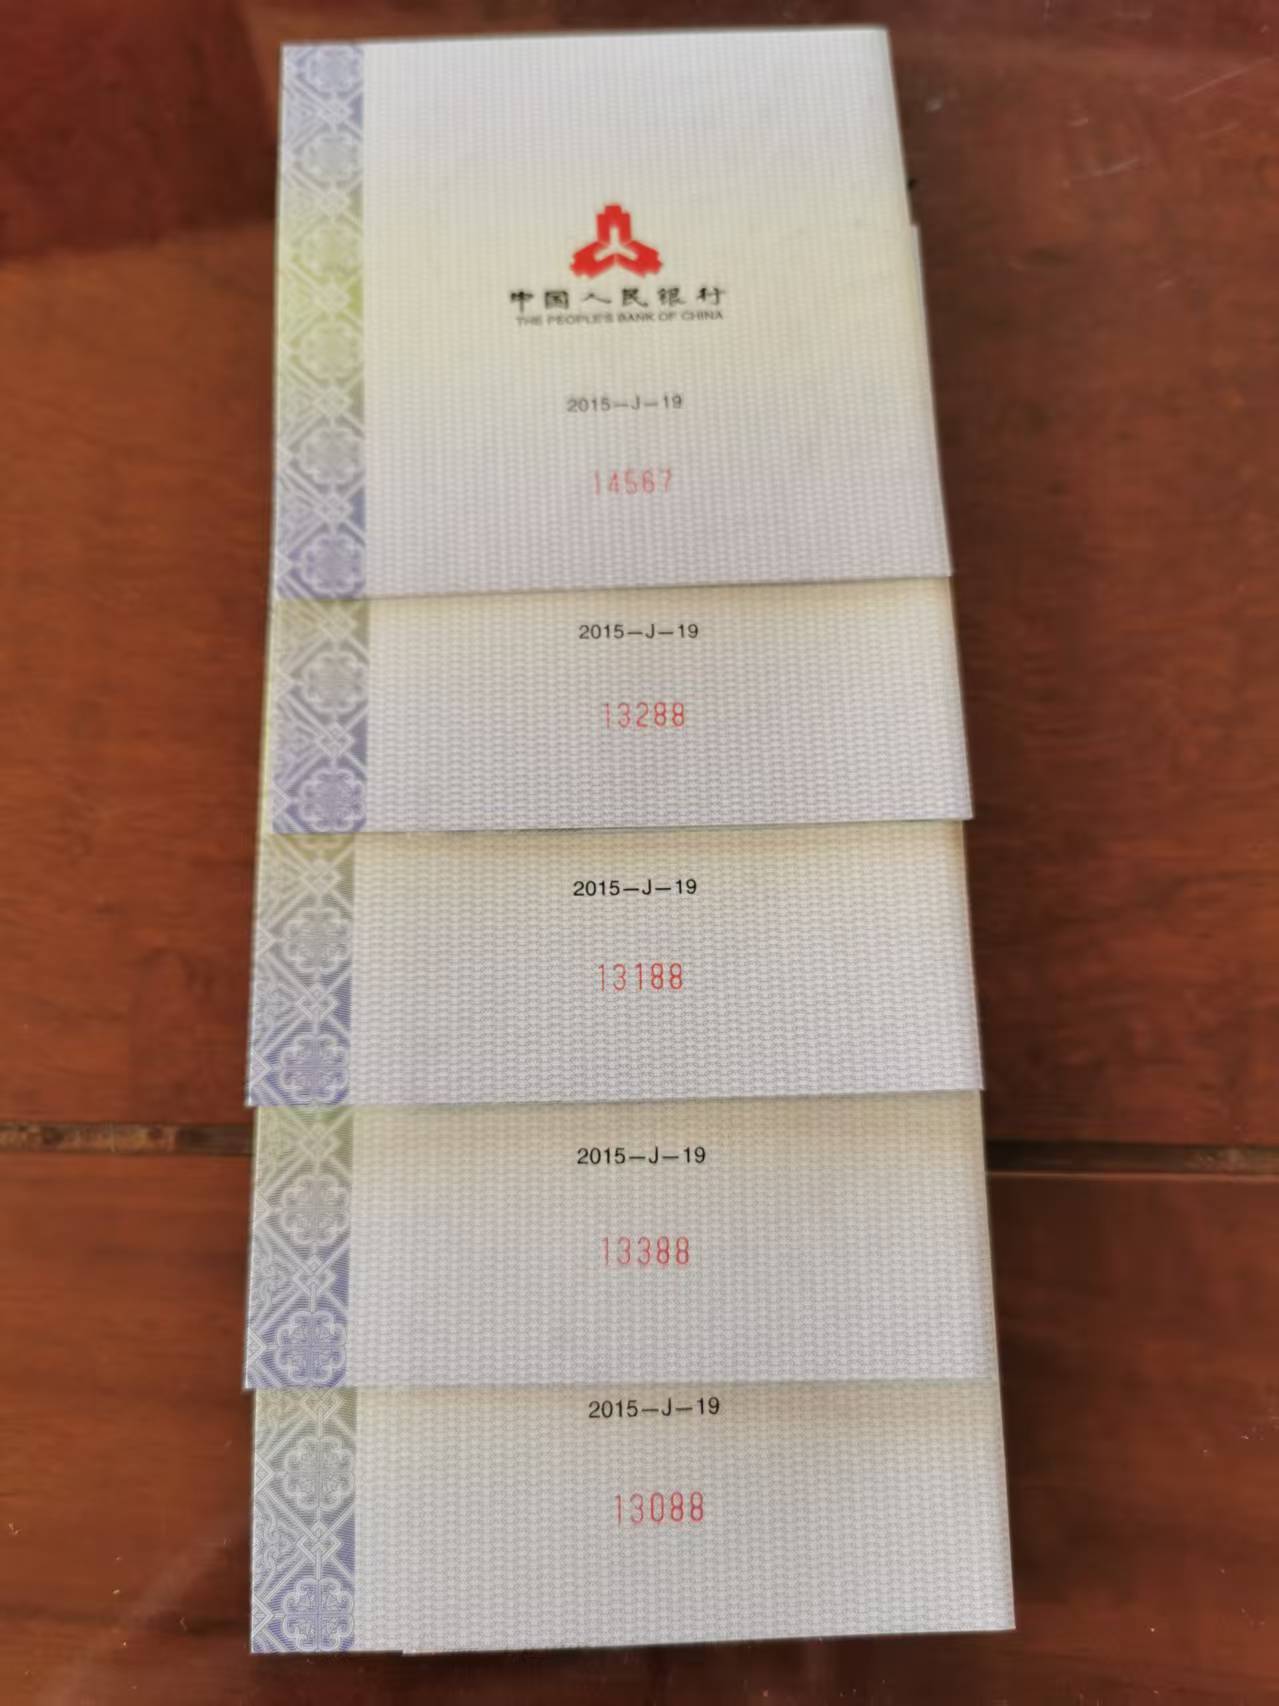 中国人民银行
THE PEOPLE'S BANK OF CHINA
2015—J—19
14567
2015—J—19
13288
2015—J—19
13188
2015—J—19
13388
2015—J—19
13088